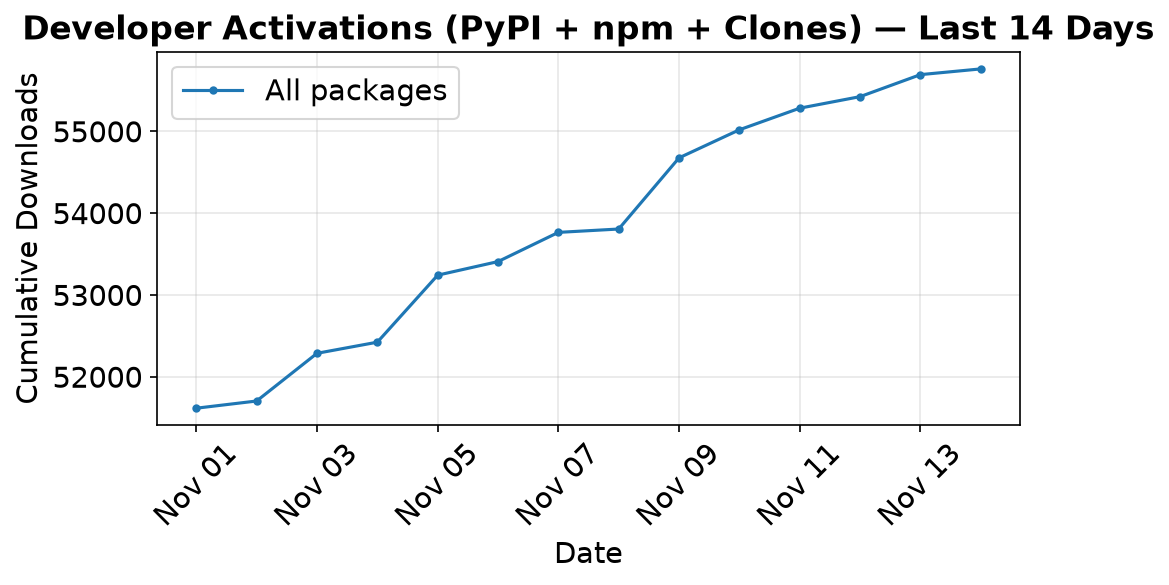 Developer Activations (PyPI + npm + Clones) — Last 14 Days
All packages
Cumulative Downloads
55000
54000
53000
52000
Nov 01
Nov 03
Nov 05
Nov 07
Nov 09
Nov 11
Nov 13
Date